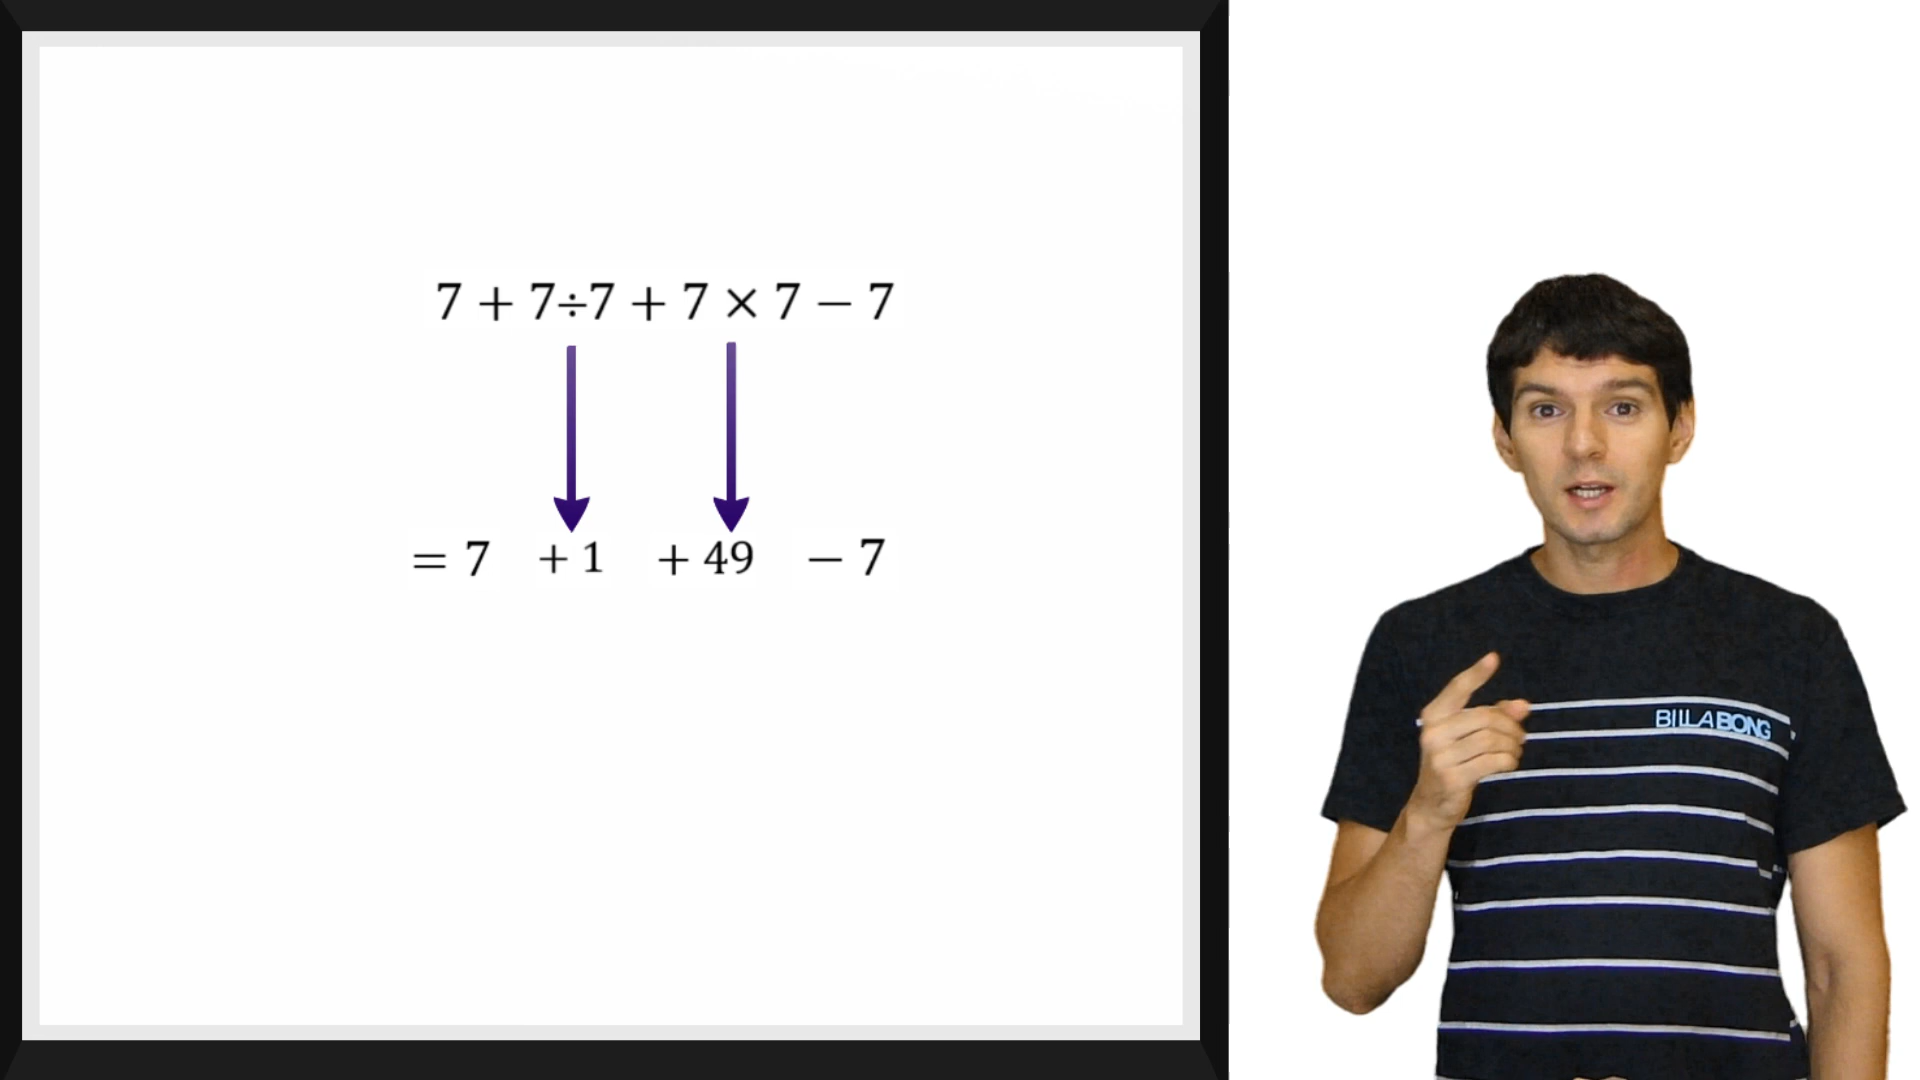 7 + 7÷7 + 7 × 7 − 7
= 7 + 1 + 49 − 7
BILLABONG